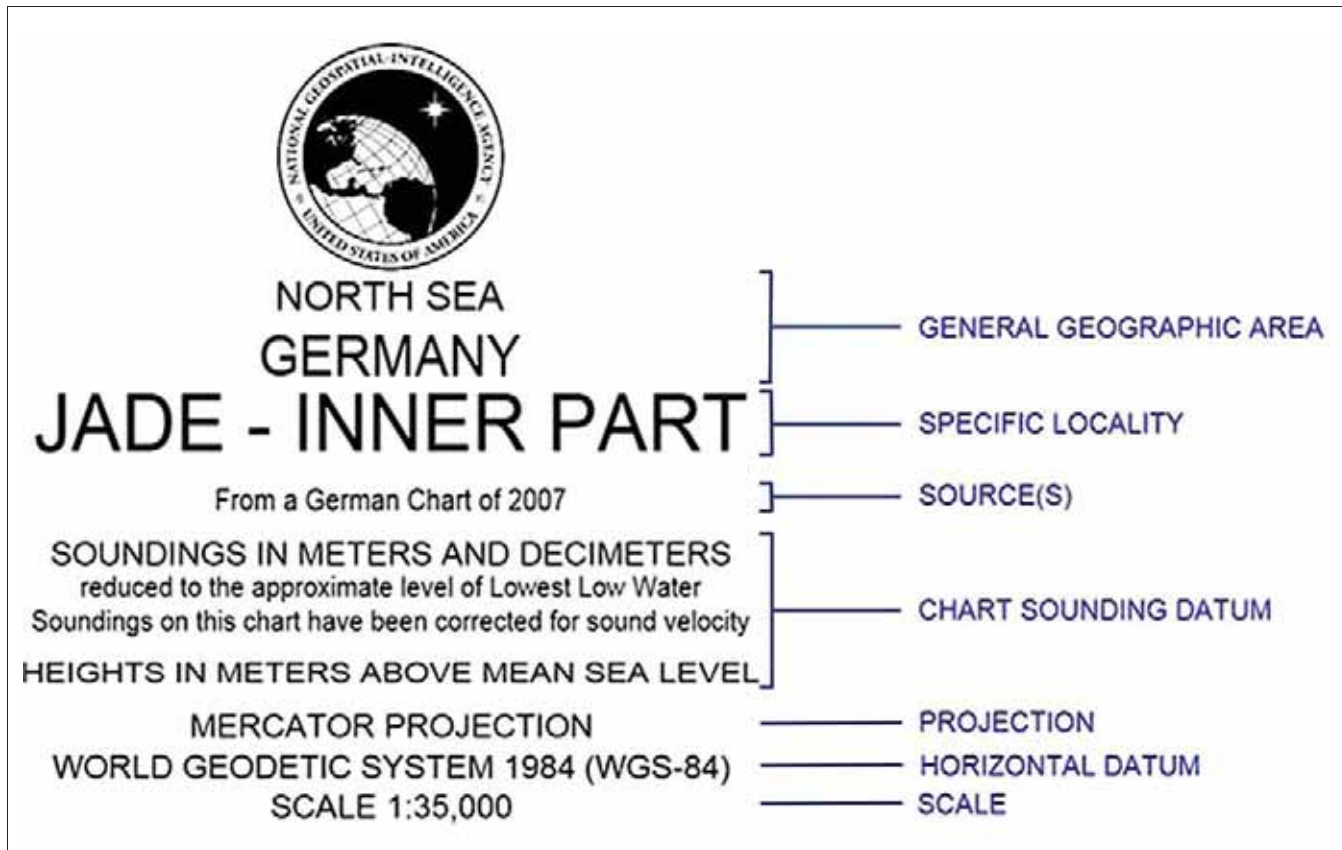 NATIONAL GEOSPATIAL-INTELLIGENCE AGENCY
UNITED STATES OF AMERICA
NORTH SEA
GERMANY
GENERAL GEOGRAPHIC AREA
JADE - INNER PART
SPECIFIC LOCALITY
From a German Chart of 2007
SOURCE(S)
SOUNDINGS IN METERS AND DECIMETERS
reduced to the approximate level of Lowest Low Water
Soundings on this chart have been corrected for sound velocity
HEIGHTS IN METERS ABOVE MEAN SEA LEVEL
CHART SOUNDING DATUM
MERCATOR PROJECTION
PROJECTION
WORLD GEODETIC SYSTEM 1984 (WGS-84)
HORIZONTAL DATUM
SCALE 1:35,000
SCALE